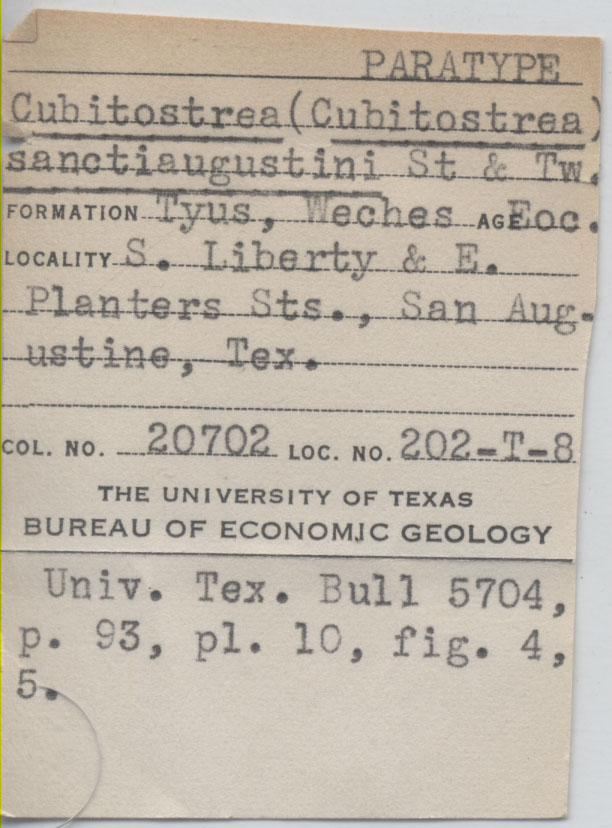 PARATYPE
Cubitostrea(Cubitostrea)
sanctiaugustini St & Tw.
FORMATION Tyus, Weches AGE Eoc.
LOCALITY S. Liberty & E.
Planters Sts., San Aug-
ustine, Tex.
COL. NO. 20702 LOC. NO. 202-T-8
THE UNIVERSITY OF TEXAS
BUREAU OF ECONOMIC GEOLOGY
Univ. Tex. Bull 5704,
p. 93, pl. 10, fig. 4,
5.